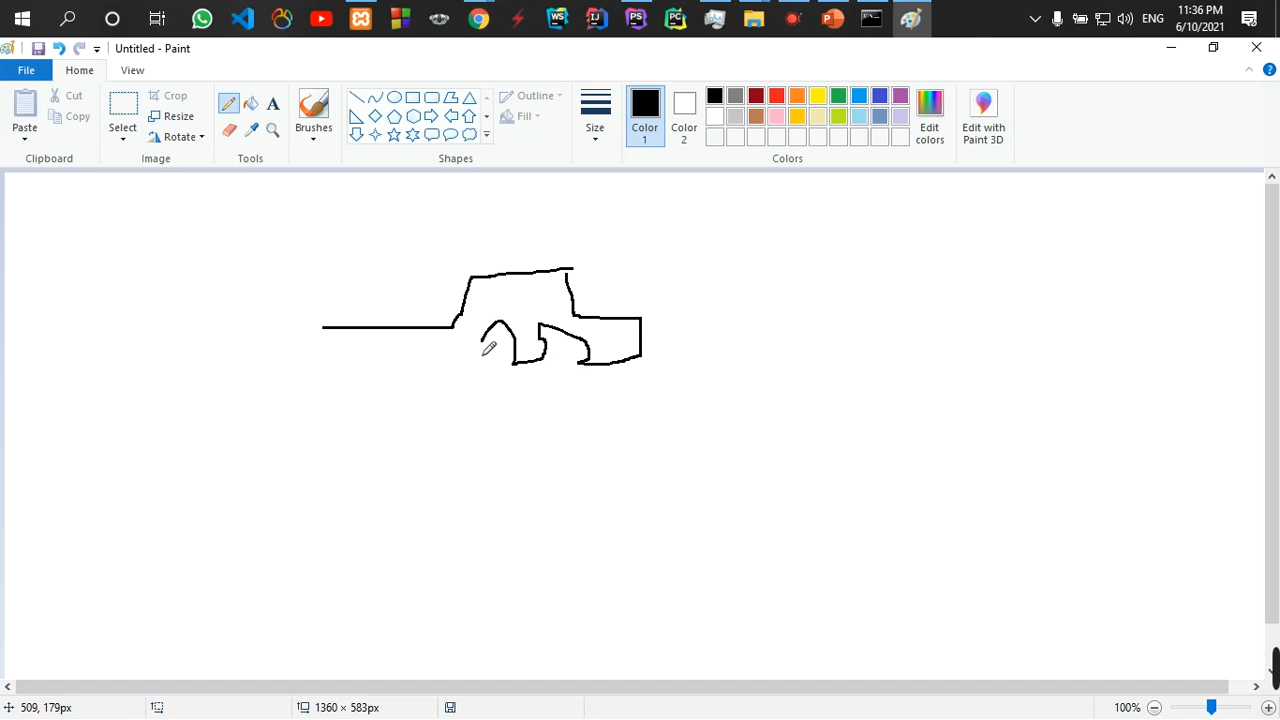 ENG
11:36 PM
6/10/2021
Untitled - Paint
File
Home
View
Paste
Cut
Copy
Clipboard
Select
Crop
Resize
Rotate
Image
A
Tools
Brushes
Outline
Fill
Shapes
Size
Color 1
Color 2
Edit colors
Colors
Edit with Paint 3D
509, 179px
1360 × 583px
100%